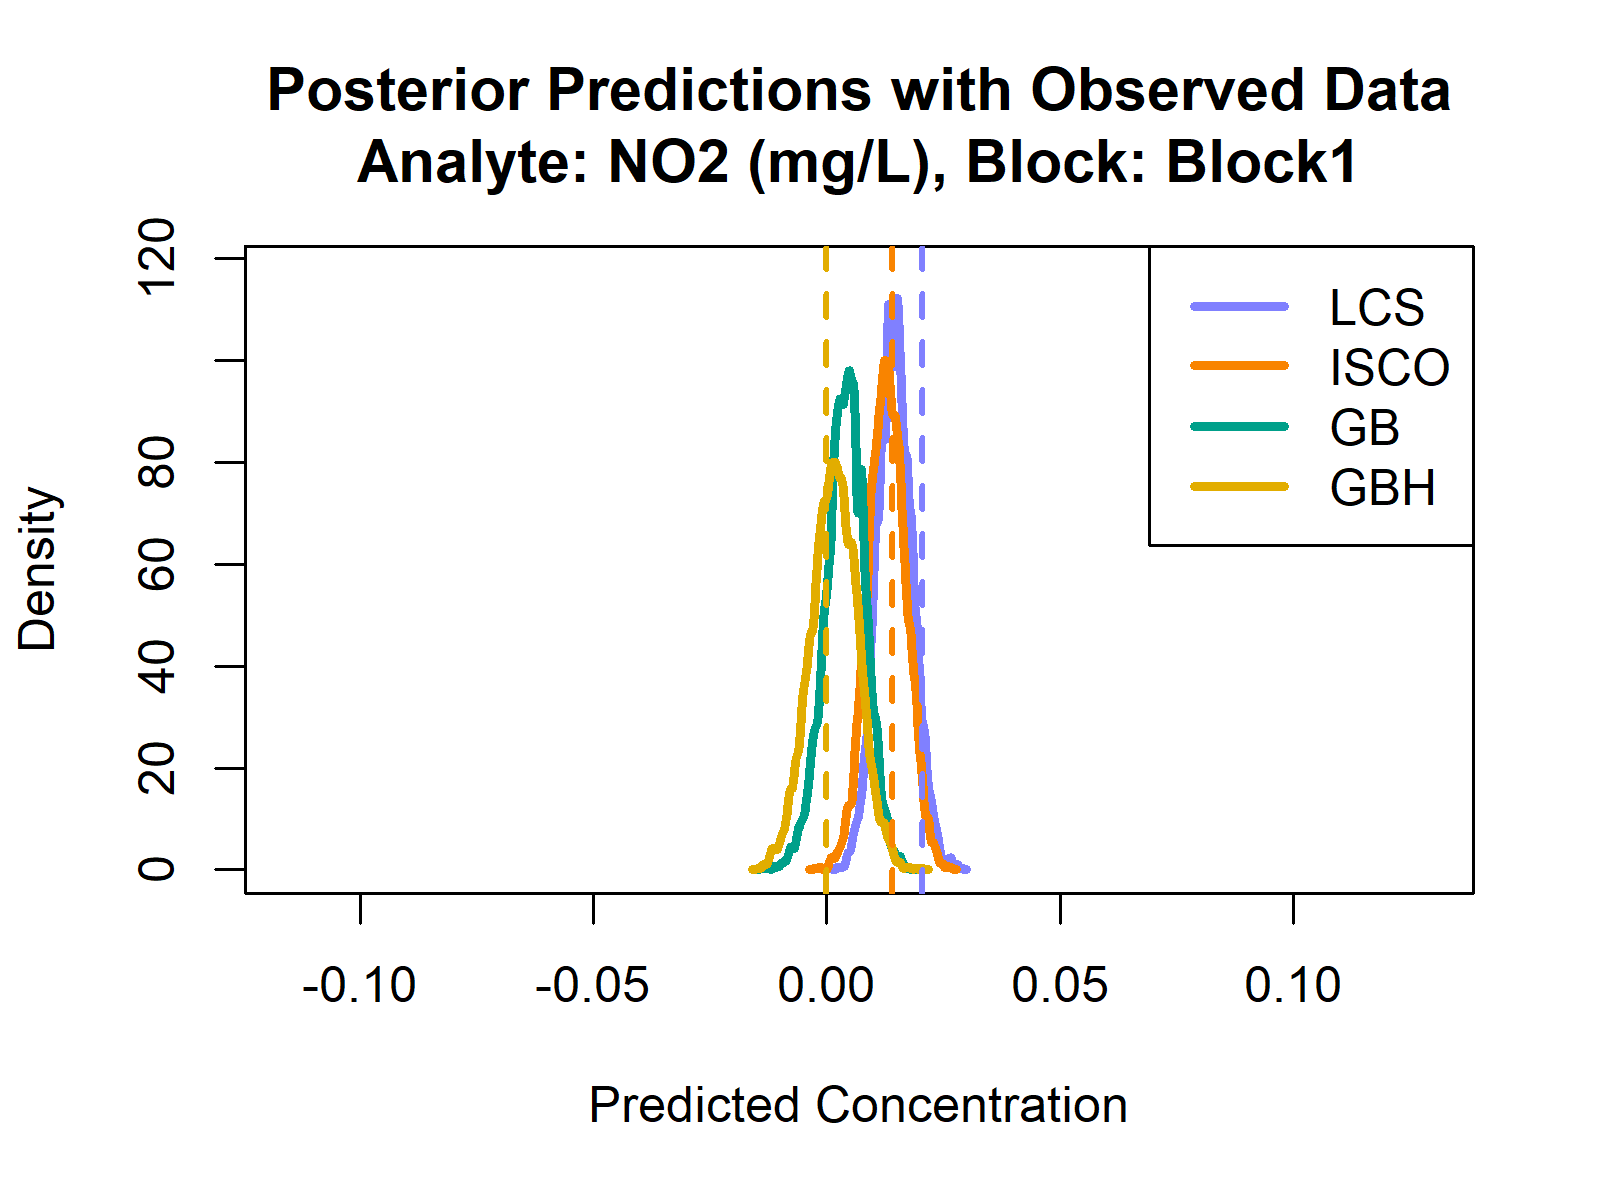 Posterior Predictions with Observed Data
Analyte: NO2 (mg/L), Block: Block1
120
80
60
40
20
0
Density
LCS
ISCO
GB
GBH
-0.10
-0.05
0.00
0.05
0.10
Predicted Concentration